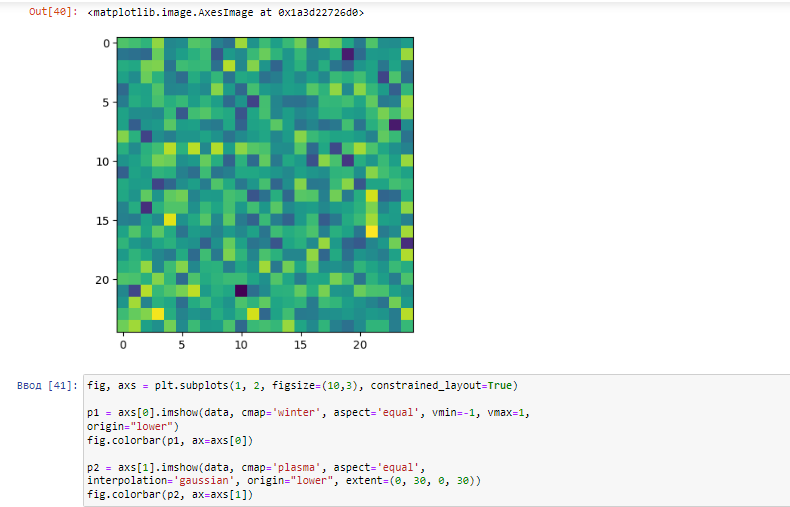 Out[40]: <matplotlib.image.AxesImage at 0x1a3d22726d0>
0
5
10
15
20
0 5 10 15 20
Ввод [41]: fig, axs = plt.subplots(1, 2, figsize=(10,3), constrained_layout=True)
p1 = axs[0].imshow(data, cmap='winter', aspect='equal', vmin=-1, vmax=1,
origin="lower")
fig.colorbar(p1, ax=axs[0])
p2 = axs[1].imshow(data, cmap='plasma', aspect='equal',
interpolation='gaussian', origin="lower", extent=(0, 30, 0, 30))
fig.colorbar(p2, ax=axs[1])